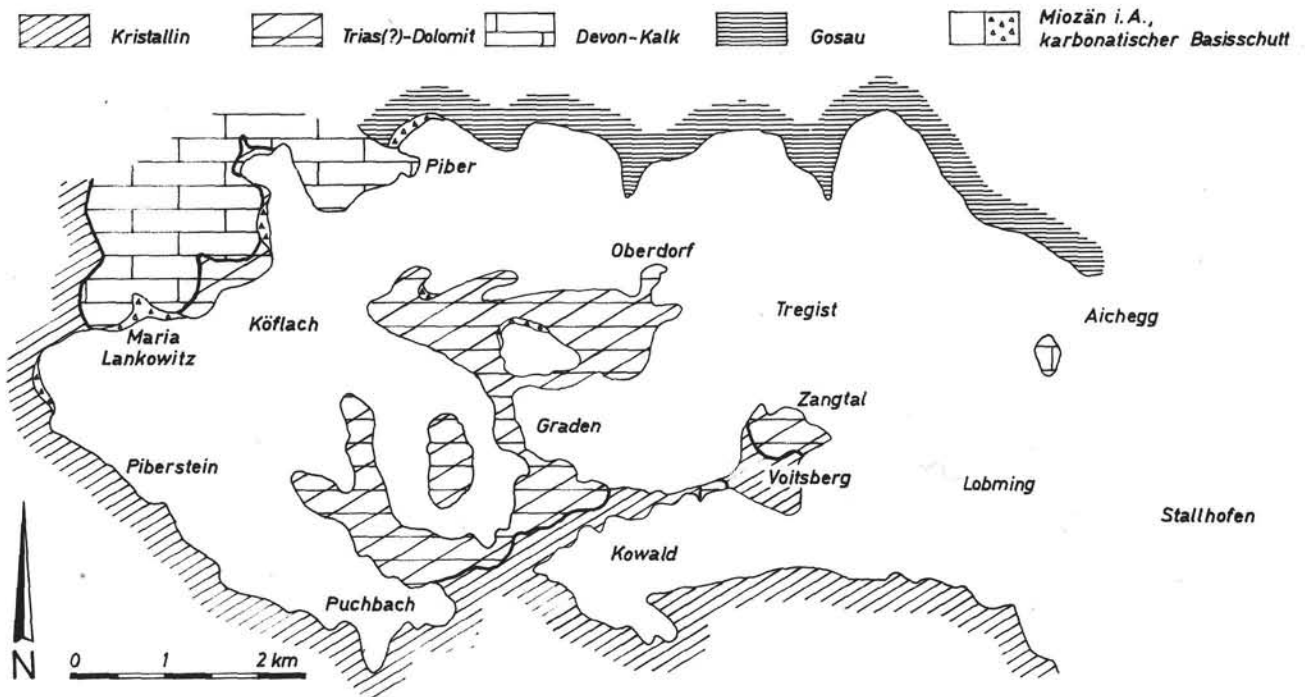 Kristallin
Trias(?)-Dolomit
Devon-Kalk
Gosau
Miozän i.A.,
karbonatischer Basisschutt
Piber
Oberdorf
Tregist
Aichegg
Köflach
Maria
Lankowitz
Zangtal
Graden
Piberstein
Voitsberg
Lobming
Stallhofen
Kowald
Puchbach
N
0 1 2 km